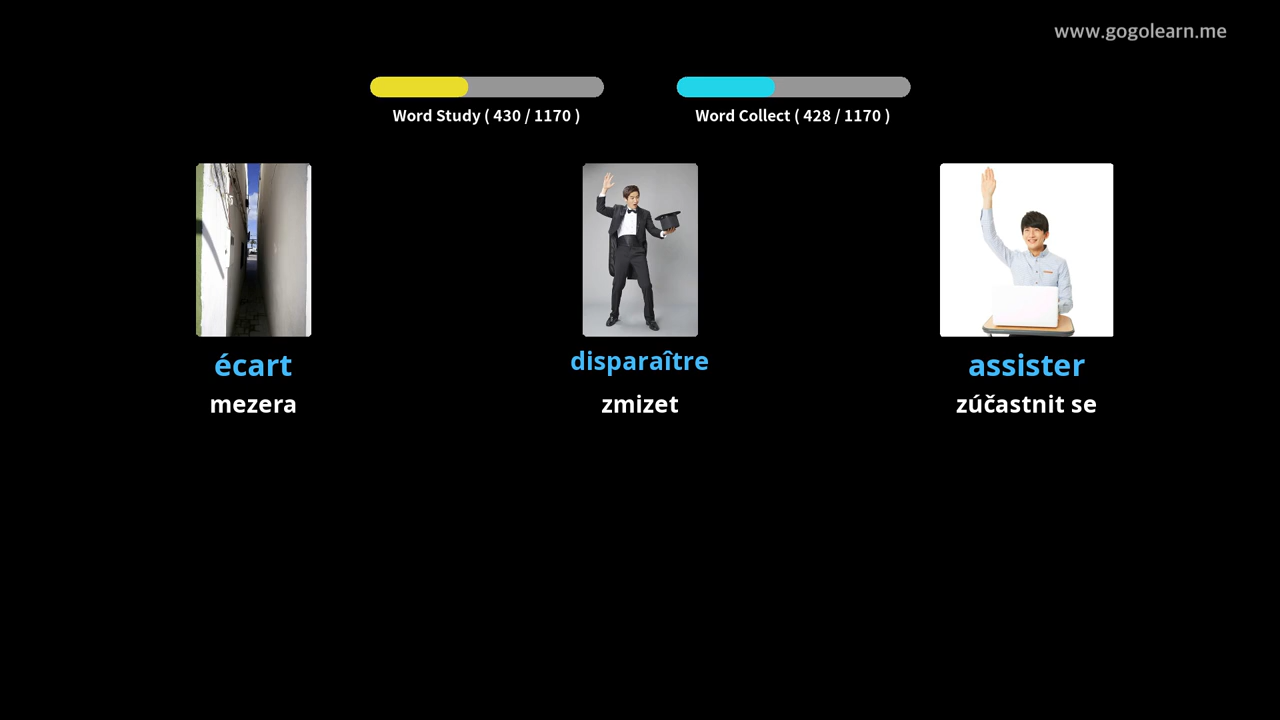 www.gogolearn.me
Word Study ( 430 / 1170 )
Word Collect ( 428 / 1170 )
écart
disparaître
assister
mezera
zmizet
zúčastnit se